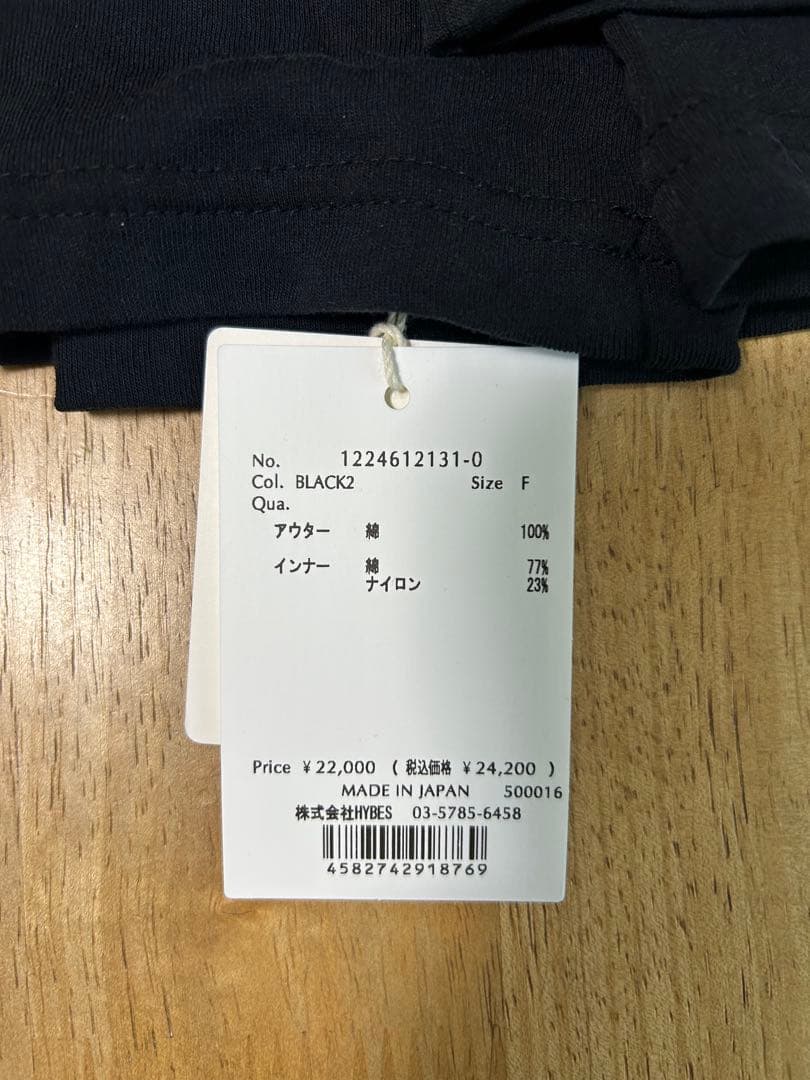 No. 1224612131-0
Col. BLACK2 Size F
Qua.
アウター 綿 100%
インナー 綿 77%
ナイロン 23%
Price ¥22,000 ( 税込価格 ¥24,200 )
MADE IN JAPAN 500016
株式会社HYBES 03-5785-6458
4582742918769